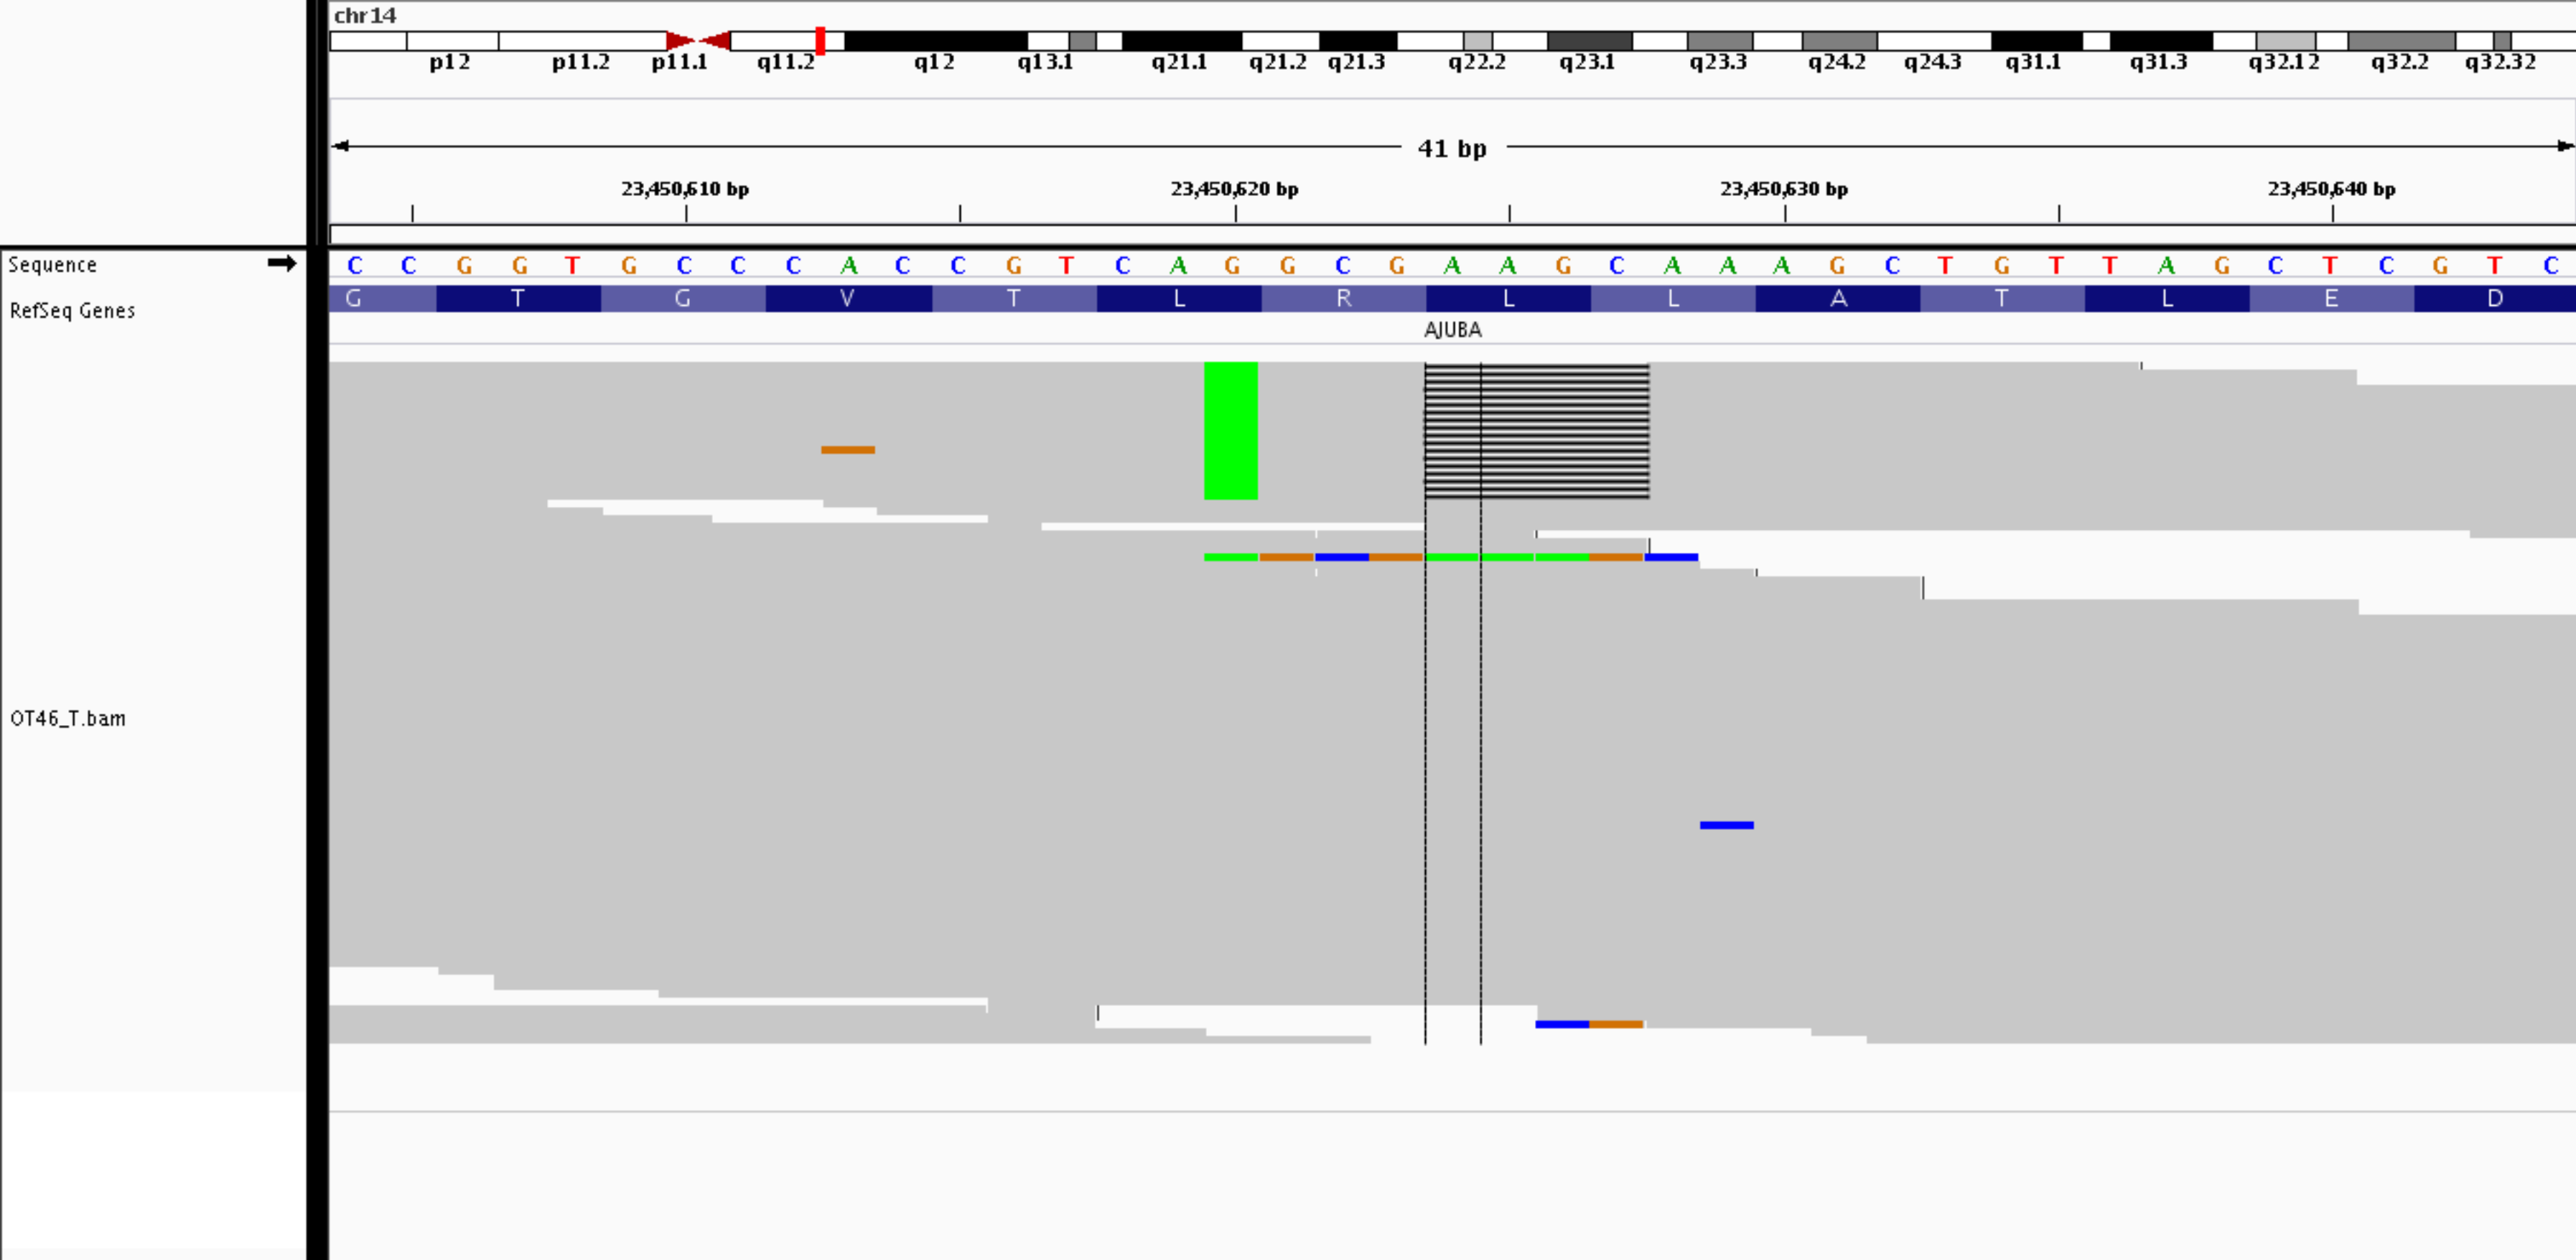 chr14
p12 p11.2 p11.1 q11.2 q12 q13.1 q21.1 q21.2 q21.3 q22.2 q23.1 q23.3 q24.2 q24.3 q31.1 q31.3 q32.12 q32.2 q32.32
41 bp
23,450,610 bp 23,450,620 bp 23,450,630 bp 23,450,640 bp
Sequence C C G G T G C C C A C C G T C A G G C G A A G C A A A G C T G T T A G C T C G T C
RefSeq Genes G T G V T L R L L A T L E D
AJUBA
OT46_T.bam